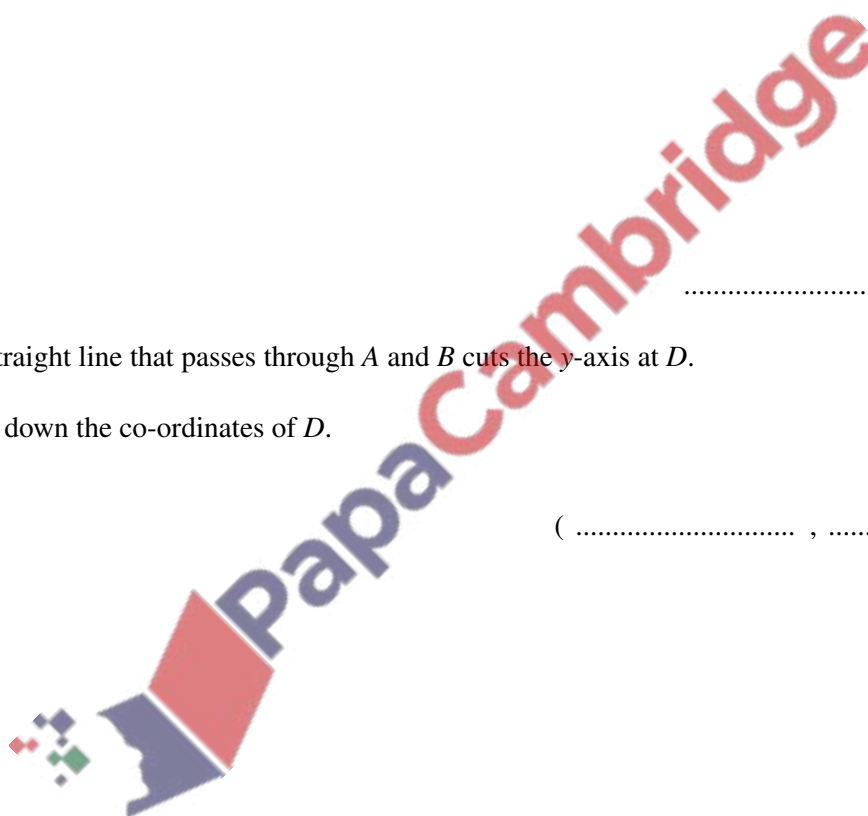 ..........................
traight line that passes through A and B cuts the y-axis at D.
down the co-ordinates of D.
( .............................. , ......
PapaCambridge